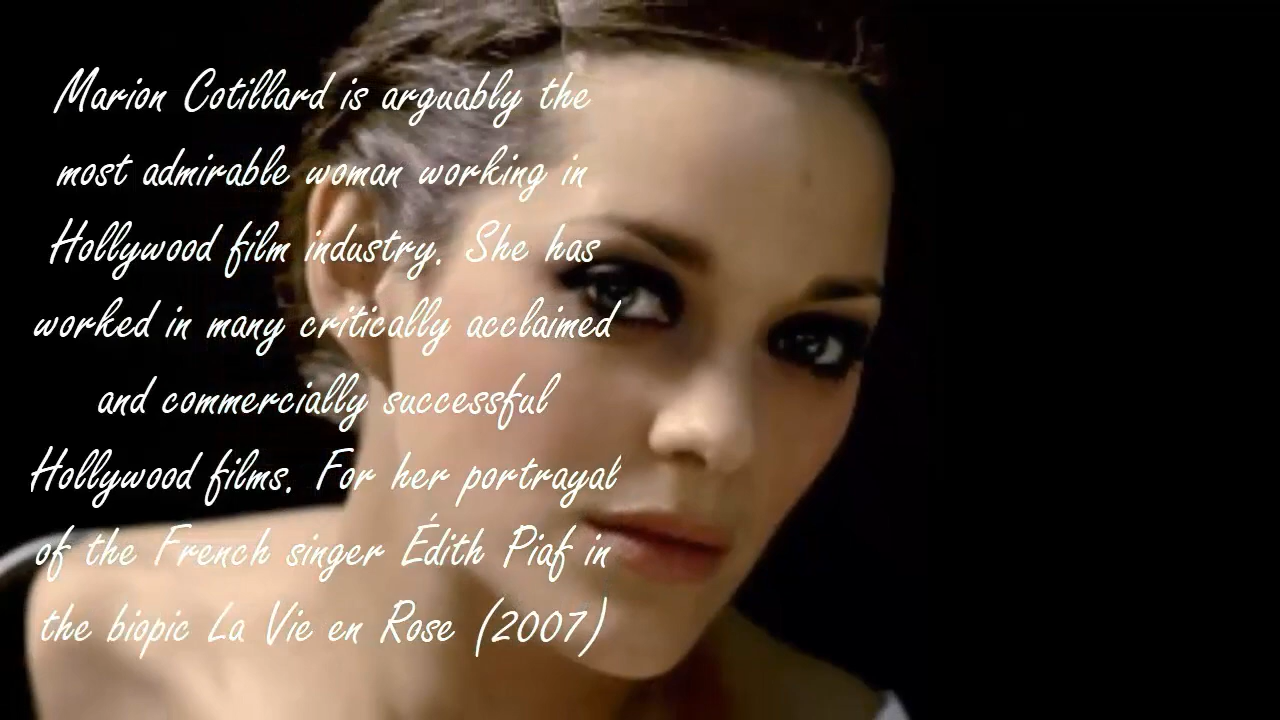 Marion Cotillard is arguably the
most admirable woman working in
Hollywood film industry. She has
worked in many critically acclaimed
and commercially successful
Hollywood films. For her portrayal
of the French singer Édith Piaf in
the biopic La Vie en Rose (2007)